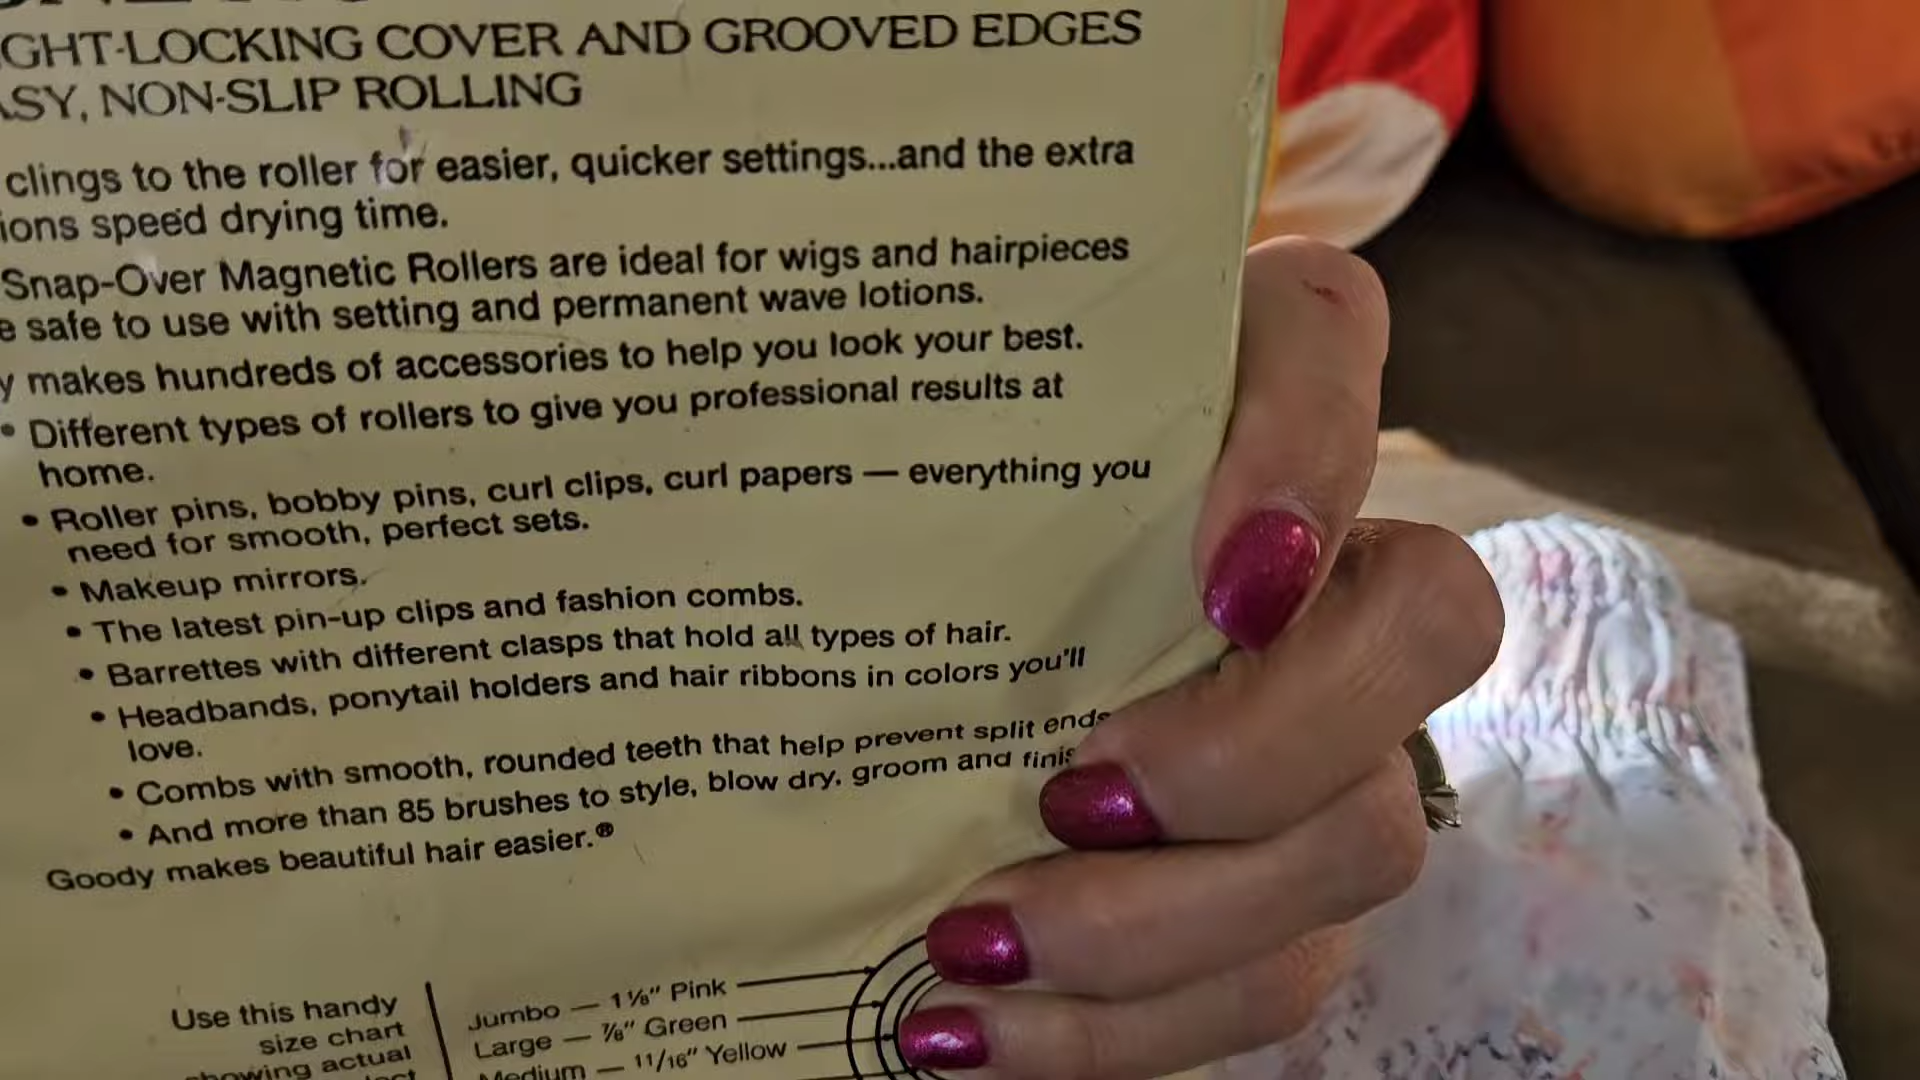 GHT-LOCKING COVER AND GROOVED EDGES
ASY, NON-SLIP ROLLING
clings to the roller for easier, quicker settings...and the extra
ions speed drying time.
Snap-Over Magnetic Rollers are ideal for wigs and hairpieces
e safe to use with setting and permanent wave lotions.
y makes hundreds of accessories to help you look your best.
• Different types of rollers to give you professional results at
home.
• Roller pins, bobby pins, curl clips, curl papers — everything you
need for smooth, perfect sets.
• Makeup mirrors.
• The latest pin-up clips and fashion combs.
• Barrettes with different clasps that hold all types of hair.
• Headbands, ponytail holders and hair ribbons in colors you'll
love.
• Combs with smooth, rounded teeth that help prevent split ends
• And more than 85 brushes to style, blow dry, groom and finis
Goody makes beautiful hair easier.®
Use this handy
size chart
showing actual
Jumbo — 1⅛" Pink
Large — ⅞" Green
Medium — 11/16" Yellow